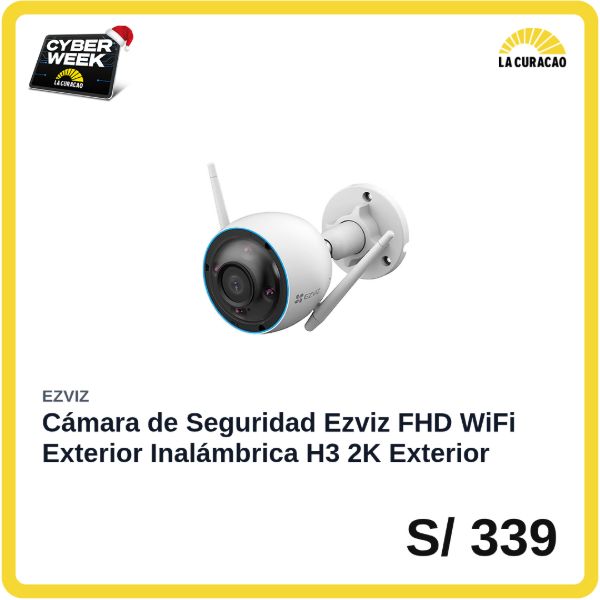 CYBER
WEEK
LA CURACAO
LA CURACAO
EZVIZ
EZVIZ
Cámara de Seguridad Ezviz FHD WiFi
Exterior Inalámbrica H3 2K Exterior
S/ 339